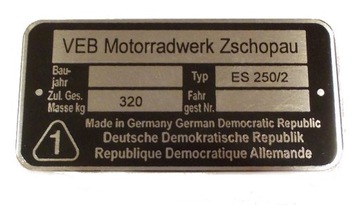 VEB Motorradwerk Zschopau
Bau-
jahr
Typ ES 250/2
Zul. Ges.
Masse kg 320
Fahr
gest Nr.
Made in Germany German Democratic Republic
Deutsche Demokratische Republik
Republique Democratique Allemande
1